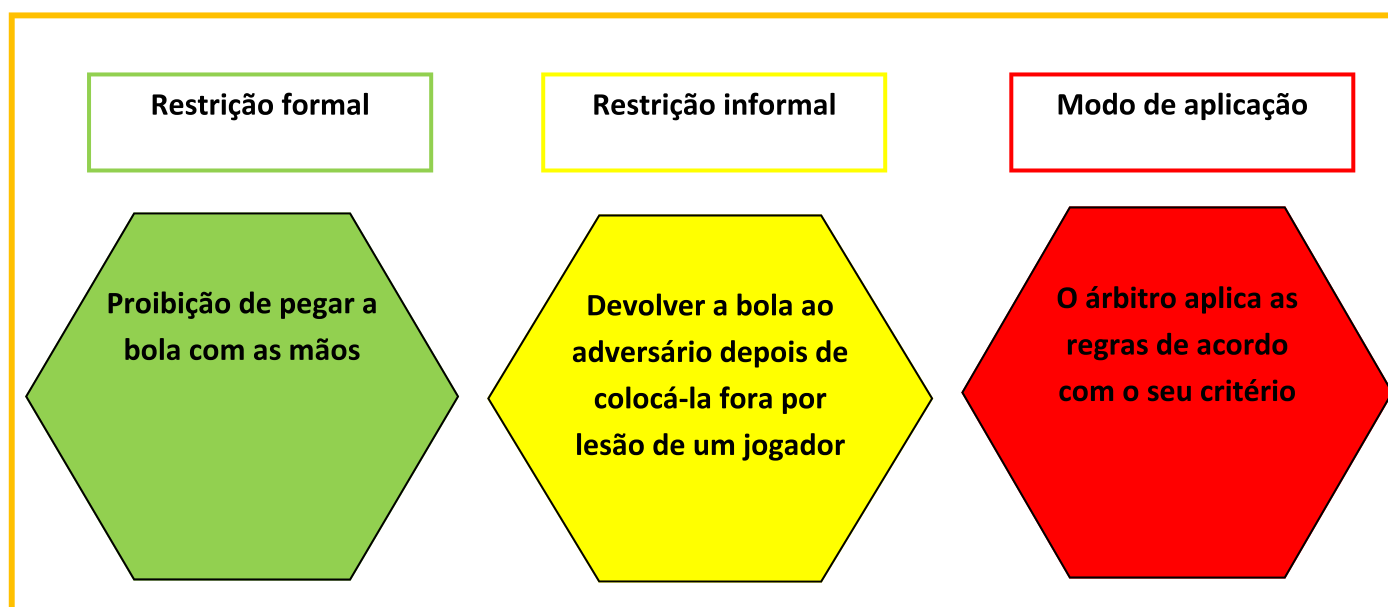 Restrição formal
Restrição informal
Modo de aplicação
Proibição de pegar a
bola com as mãos
Devolver a bola ao
adversário depois de
colocá-la fora por
lesão de um jogador
O árbitro aplica as
regras de acordo
com o seu critério